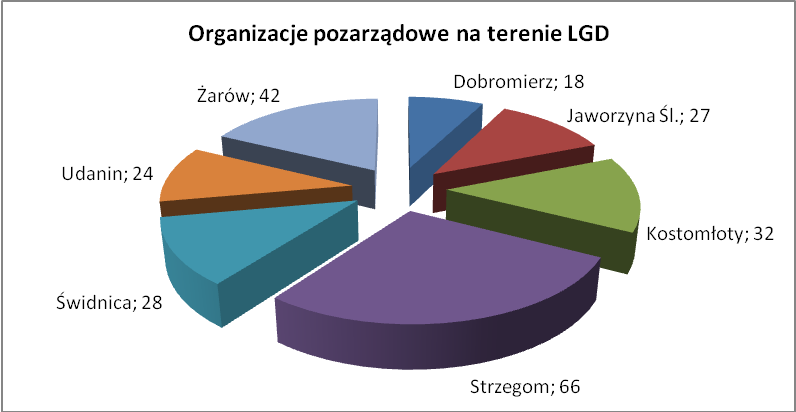 Organizacje pozarządowe na terenie LGD
Dobromierz; 18
Jaworzyna Śl.; 27
Kostomłoty; 32
Strzegom; 66
Świdnica; 28
Udanin; 24
Żarów; 42